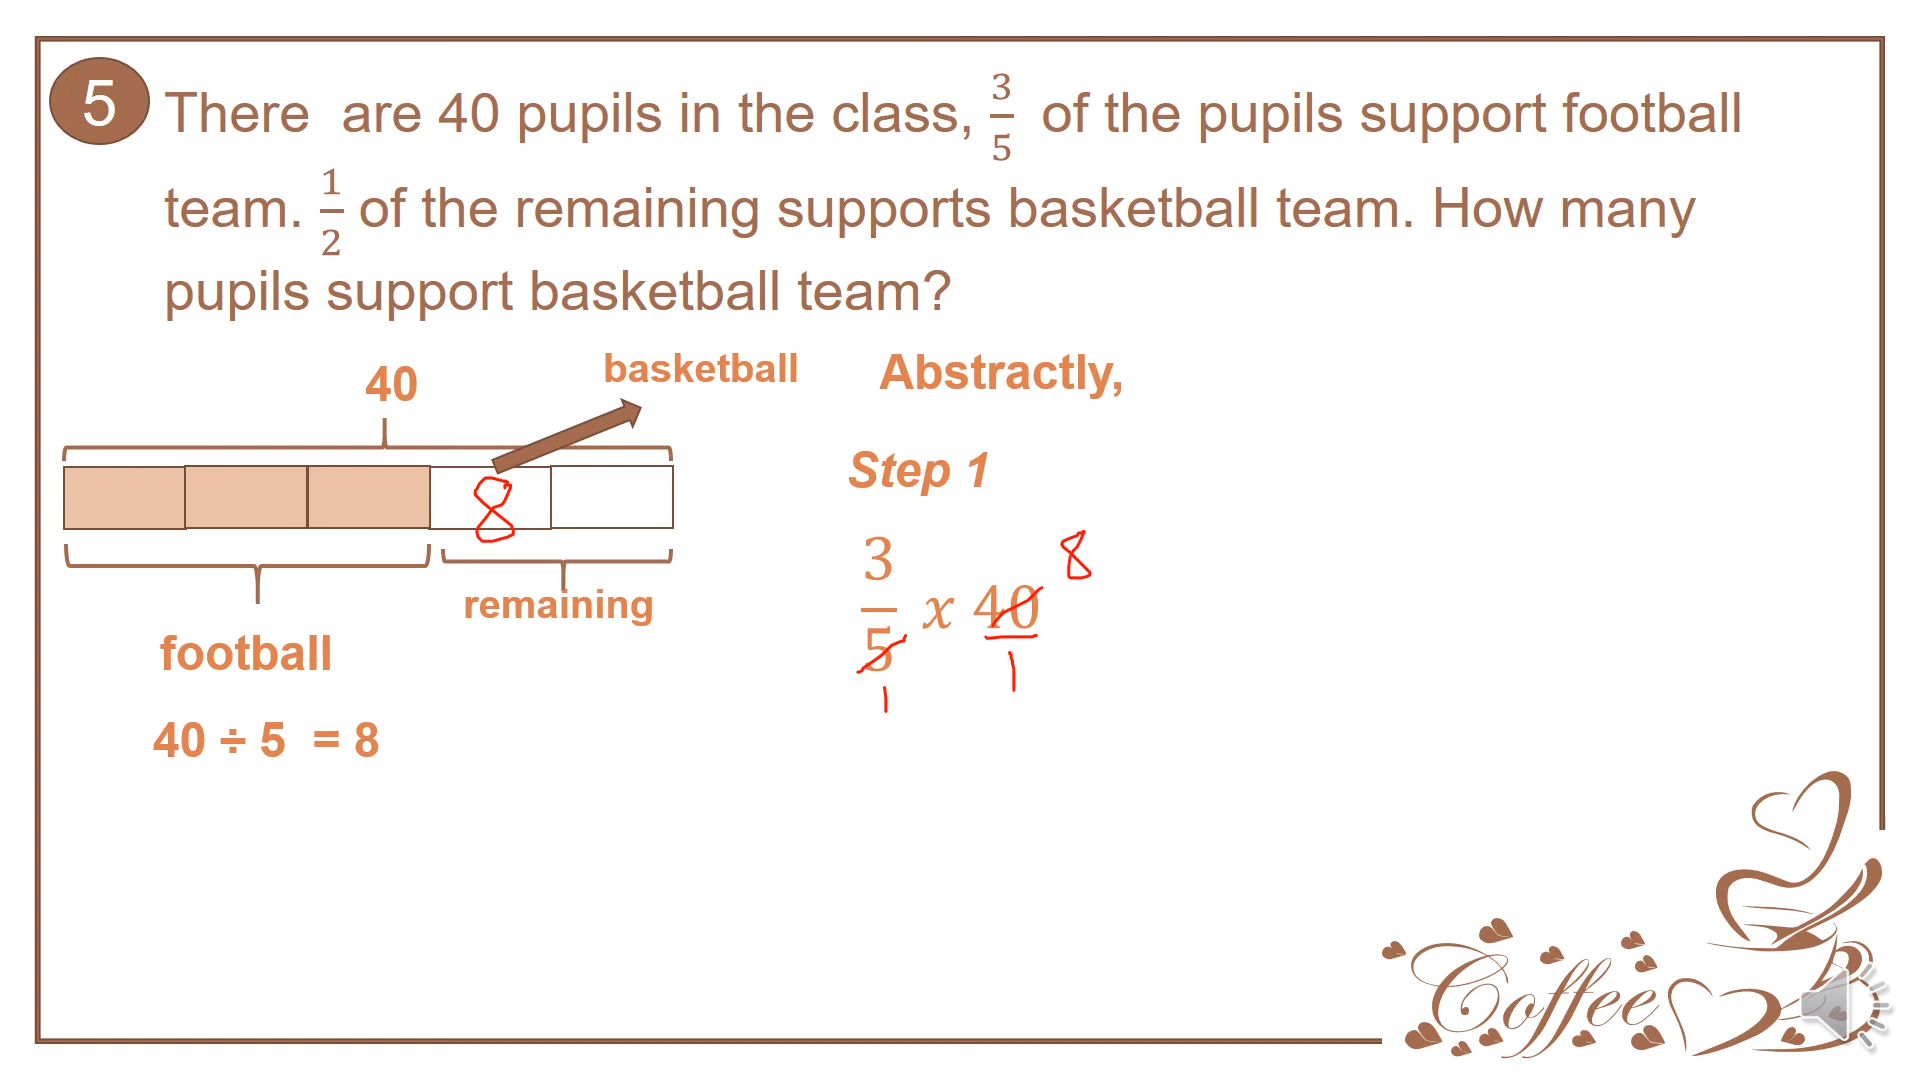 5
There are 40 pupils in the class, 3/5 of the pupils support football
team. 1/2 of the remaining supports basketball team. How many
pupils support basketball team?
40
basketball
8
football
remaining
40 ÷ 5 = 8
Abstractly,
Step 1
3/5 x 40 8
1 1
Coffee